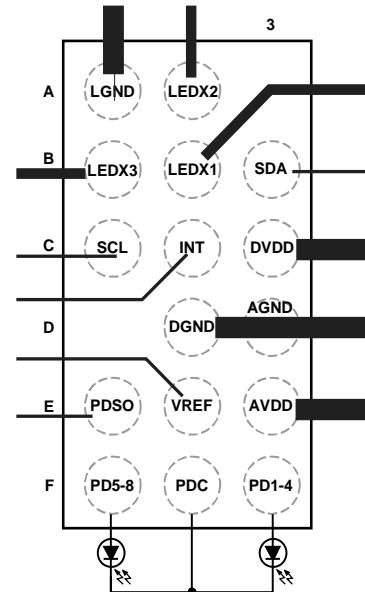 3
A LGND LEDX2
B LEDX3 LEDX1 SDA
C SCL INT DVDD
D DGND AGND
E PDSO VREF AVDD
F PD5-8 PDC PD1-4